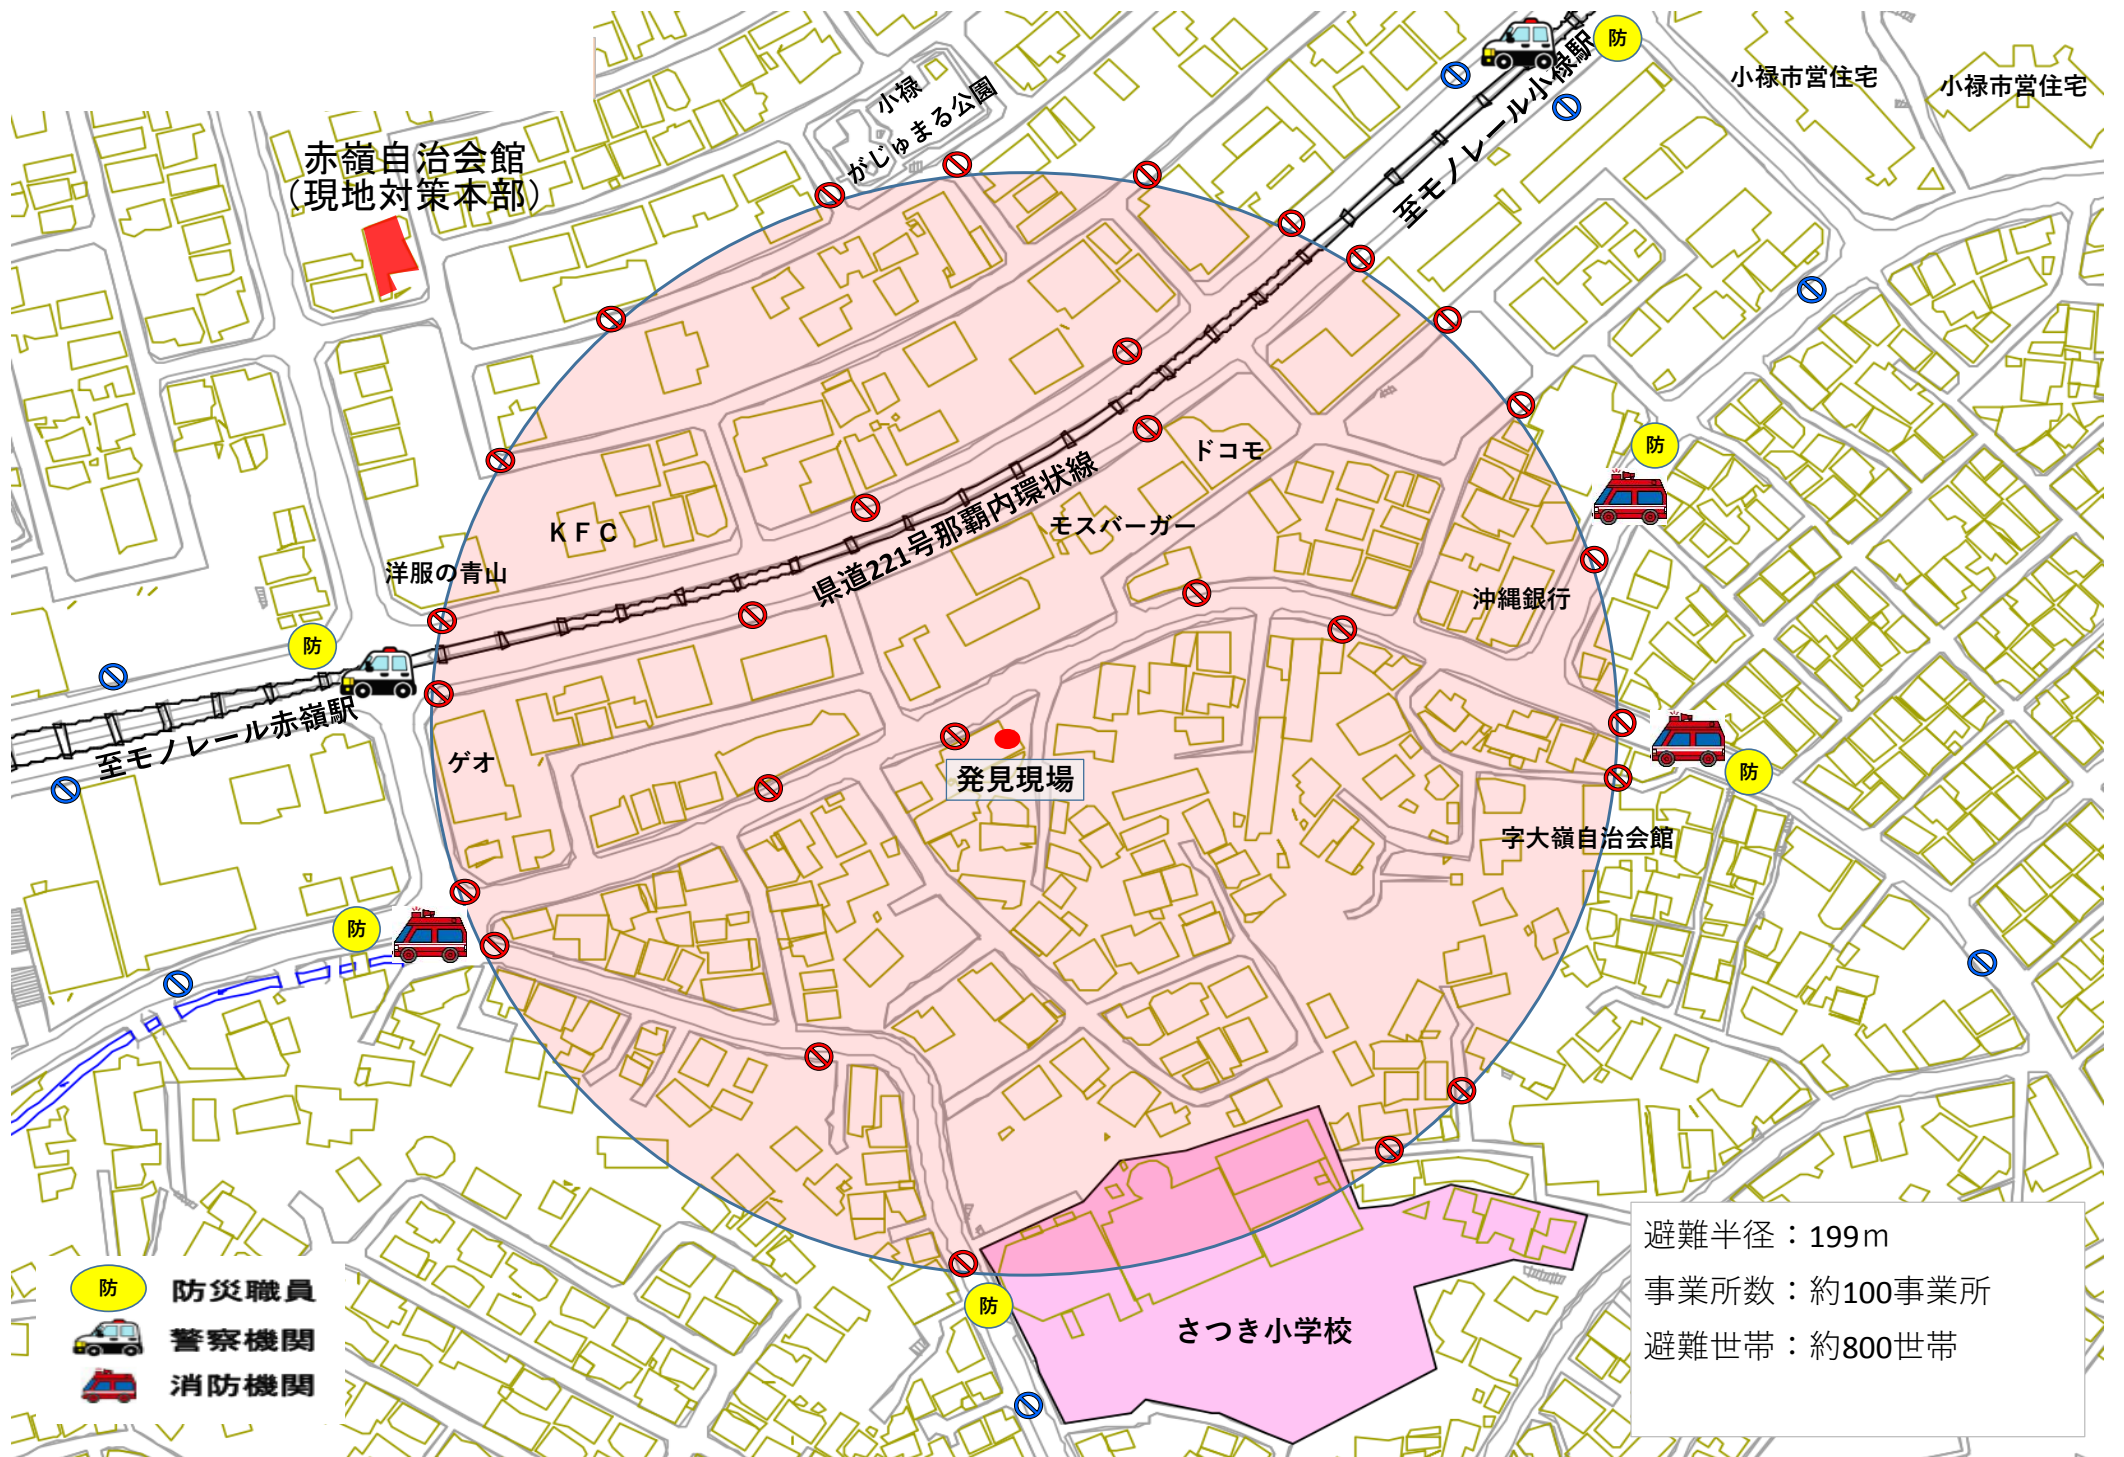 小禄
がじゅまる公園
至モノレール小禄駅
防
小禄市営住宅
小禄市営住宅
赤嶺自治会館
（現地対策本部）
防
ドコモ
県道221号那覇内環状線
モスバーガー
KFC
洋服の青山
沖縄銀行
防
至モノレール赤嶺駅
ゲオ
発見現場
防
字大嶺自治会館
防
防
さつき小学校
防 防災職員
警察機関
消防機関
避難半径：199ｍ
事業所数：約100事業所
避難世帯：約800世帯